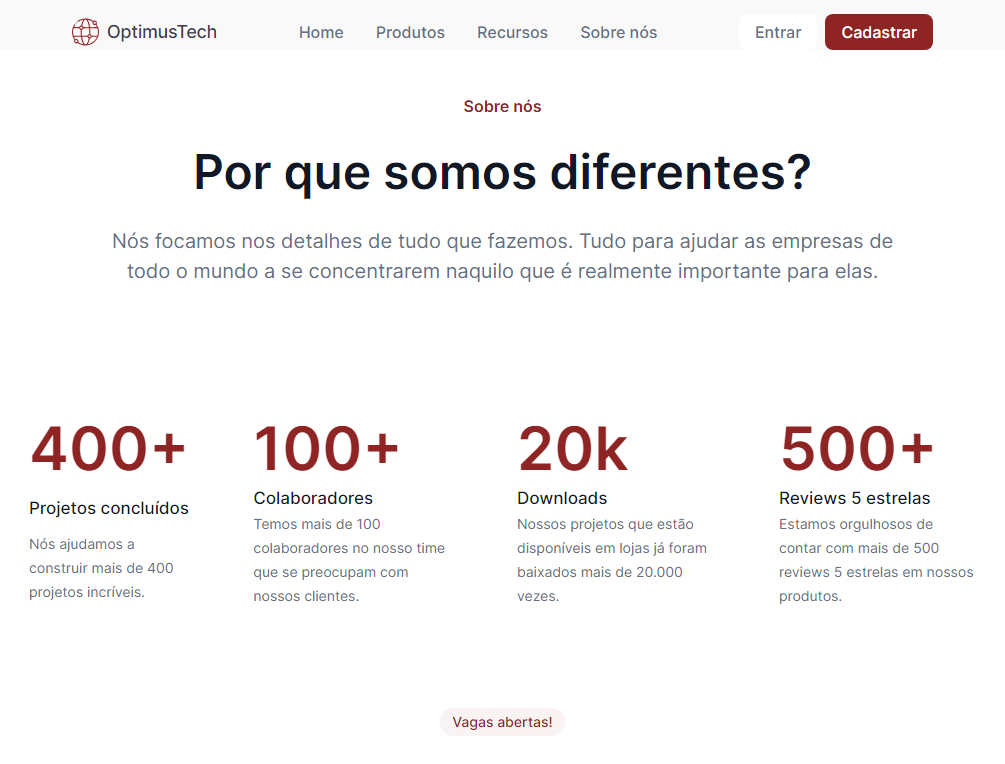 OptimusTech
Home
Produtos
Recursos
Sobre nós
Entrar
Cadastrar
Sobre nós
Por que somos diferentes?
Nós focamos nos detalhes de tudo que fazemos. Tudo para ajudar as empresas de
todo o mundo a se concentrarem naquilo que é realmente importante para elas.
400+
Projetos concluídos
Nós ajudamos a
construir mais de 400
projetos incríveis.
100+
Colaboradores
Temos mais de 100
colaboradores no nosso time
que se preocupam com
nossos clientes.
20k
Downloads
Nossos projetos que estão
disponíveis em lojas já foram
baixados mais de 20.000
vezes.
500+
Reviews 5 estrelas
Estamos orgulhosos de
contar com mais de 500
reviews 5 estrelas em nossos
produtos.
Vagas abertas!